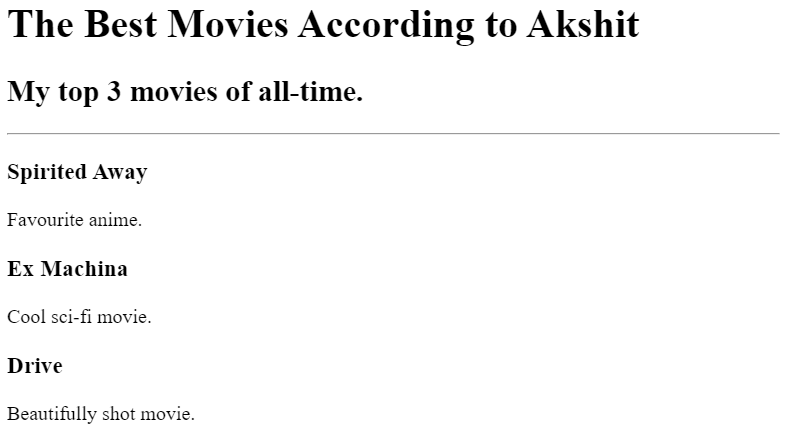 The Best Movies According to Akshit
My top 3 movies of all-time.
Spirited Away
Favourite anime.
Ex Machina
Cool sci-fi movie.
Drive
Beautifully shot movie.